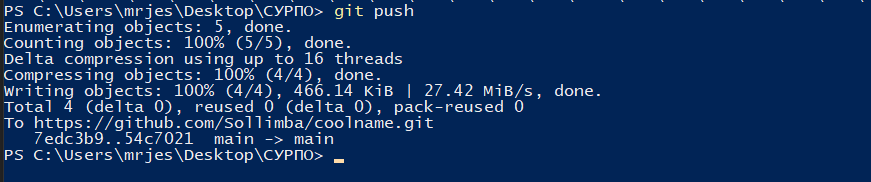 PS C:\Users\mrjes\Desktop\СУРПО> git push
Enumerating objects: 5, done.
Counting objects: 100% (5/5), done.
Delta compression using up to 16 threads
Compressing objects: 100% (4/4), done.
Writing objects: 100% (4/4), 466.14 KiB | 27.42 MiB/s, done.
Total 4 (delta 0), reused 0 (delta 0), pack-reused 0
To https://github.com/Sollimba/coolname.git
   7edc3b9..54c7021  main -> main
PS C:\Users\mrjes\Desktop\СУРПО>